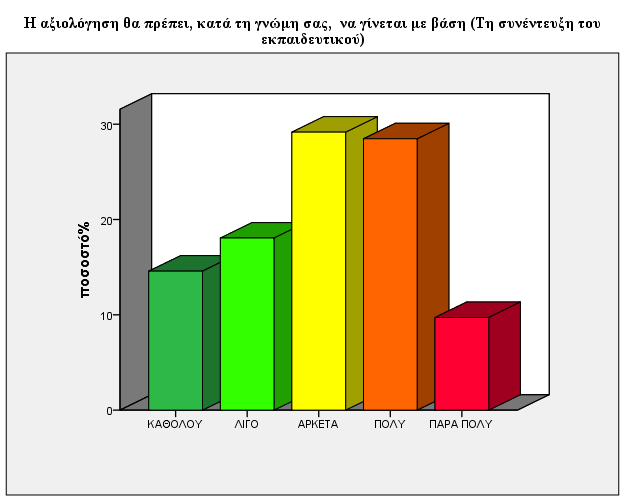 Η αξιολόγηση θα πρέπει, κατά τη γνώμη σας, να γίνεται με βάση (Τη συνέντευξη του
εκπαιδευτικού)
ποσοστό%
30
20
10
0
ΚΑΘΟΛΟΥ ΛΙΓΟ ΑΡΚΕΤΑ ΠΟΛΥ ΠΑΡΑ ΠΟΛΥ